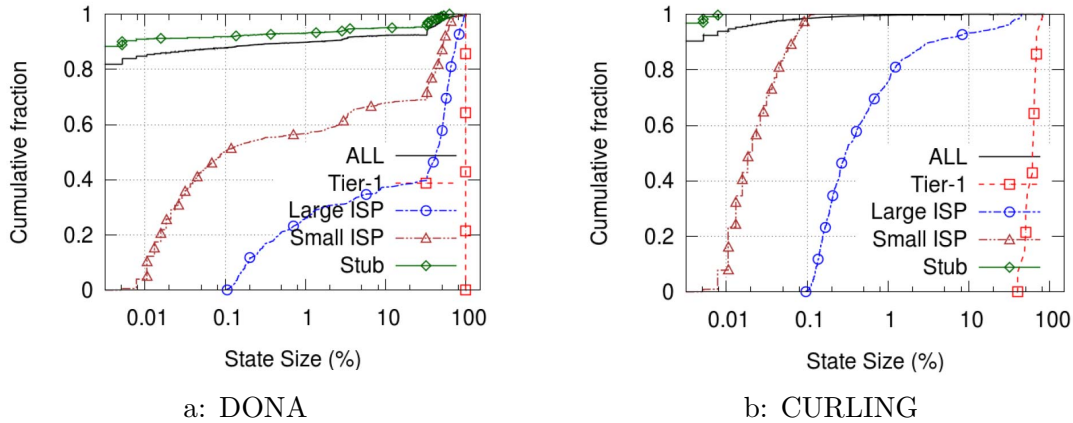 1
0.8
0.6
0.4
0.2
0
Cumulative fraction
0.01 0.1 1 10 100
State Size (%)
ALL
Tier-1
Large ISP
Small ISP
Stub
a: DONA
1
0.8
0.6
0.4
0.2
0
Cumulative fraction
0.01 0.1 1 10 100
State Size (%)
ALL
Tier-1
Large ISP
Small ISP
Stub
b: CURLING